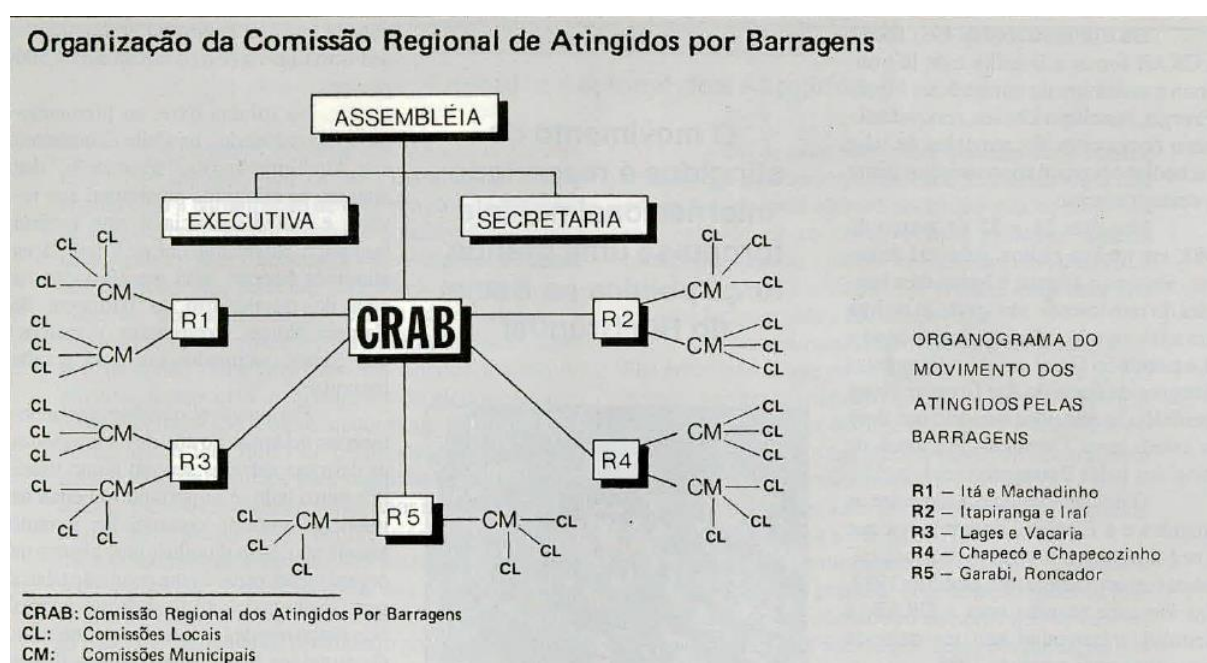 Organização da Comissão Regional de Atingidos por Barragens
ASSEMBLÉIA
EXECUTIVA
SECRETARIA
CL
CL
CL
CL
CM
R1
CL
CL
CL
CM
CRAB
CL
CL
CL
CL
CM
R2
CL
CL
CL
CM
CL
CL
CL
CM
R3
CL
CL
CL
CM
CL
CL
CL
CM
R4
CL
CL
CL
CM
CL
CL
CL
CM
R5
CM
CL
CL
CL
ORGANOGRAMA DO
MOVIMENTO DOS
ATINGIDOS PELAS
BARRAGENS
R1 – Itá e Machadinho
R2 – Itapiranga e Iraí
R3 – Lages e Vacaria
R4 – Chapecó e Chapecozinho
R5 – Garabi, Roncador
CRAB: Comissão Regional dos Atingidos Por Barragens
CL: Comissões Locais
CM: Comissões Municipais